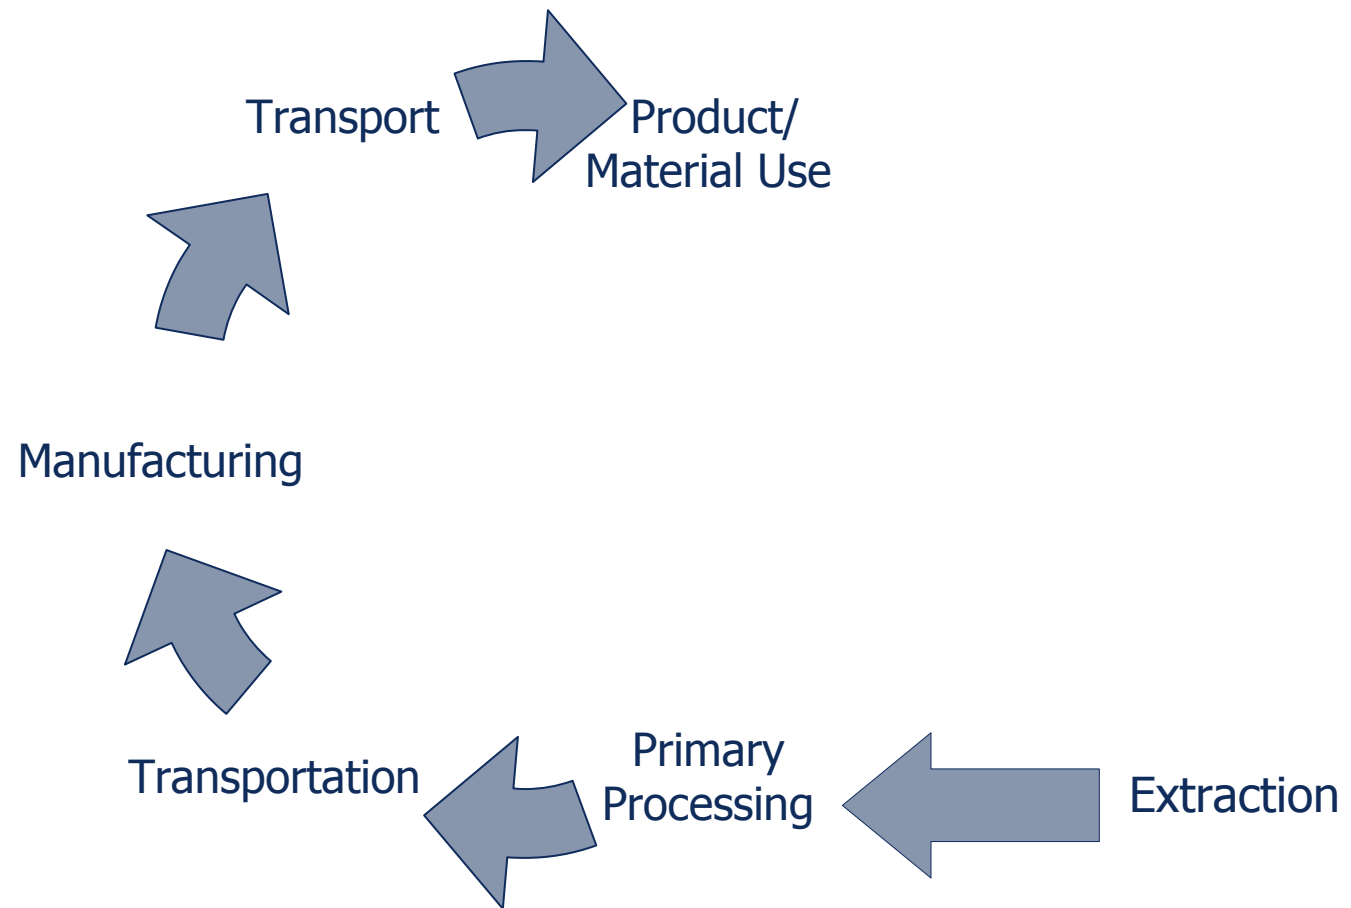 Transport
Product/
Material Use
Manufacturing
Transportation
Primary
Processing
Extraction